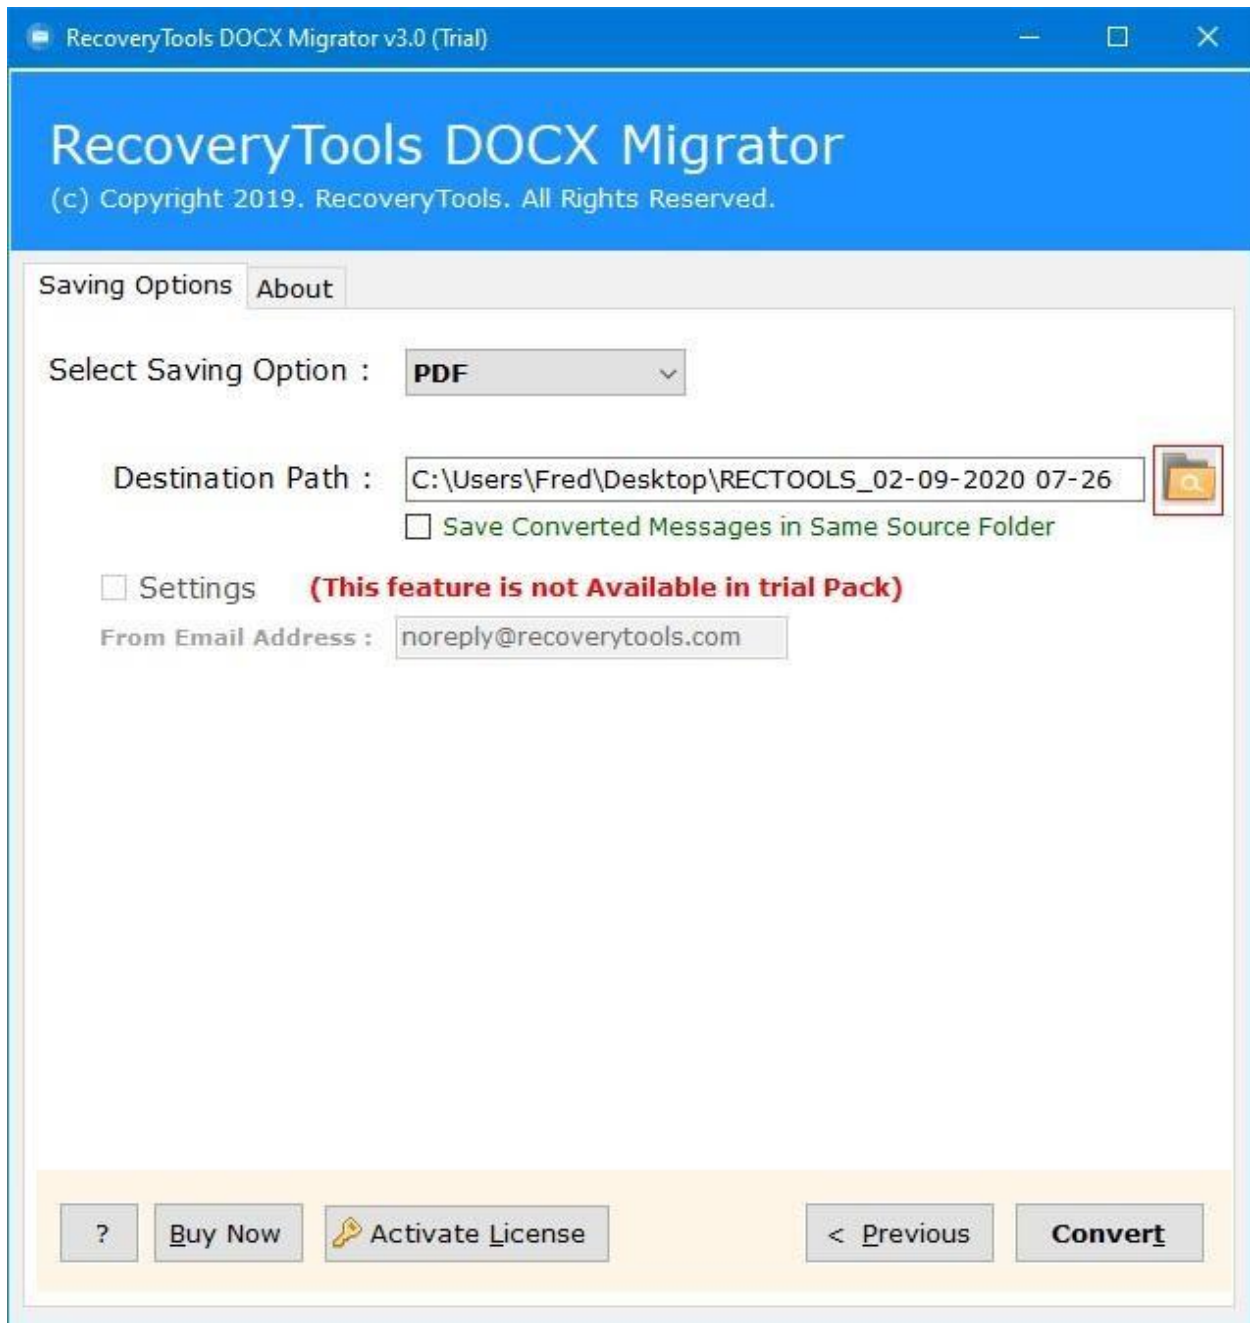 RecoveryTools DOCX Migrator v3.0 (Trial)
RecoveryTools DOCX Migrator
(c) Copyright 2019. RecoveryTools. All Rights Reserved.
Saving Options About
Select Saving Option : PDF
Destination Path : C:\Users\Fred\Desktop\RECTOOLS_02-09-2020 07-26
Save Converted Messages in Same Source Folder
Settings (This feature is not Available in trial Pack)
From Email Address : noreply@recoverytools.com
? Buy Now Activate License < Previous Convert